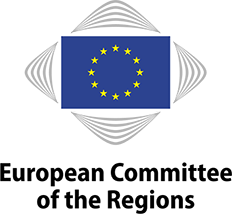 European Committee
of the Regions